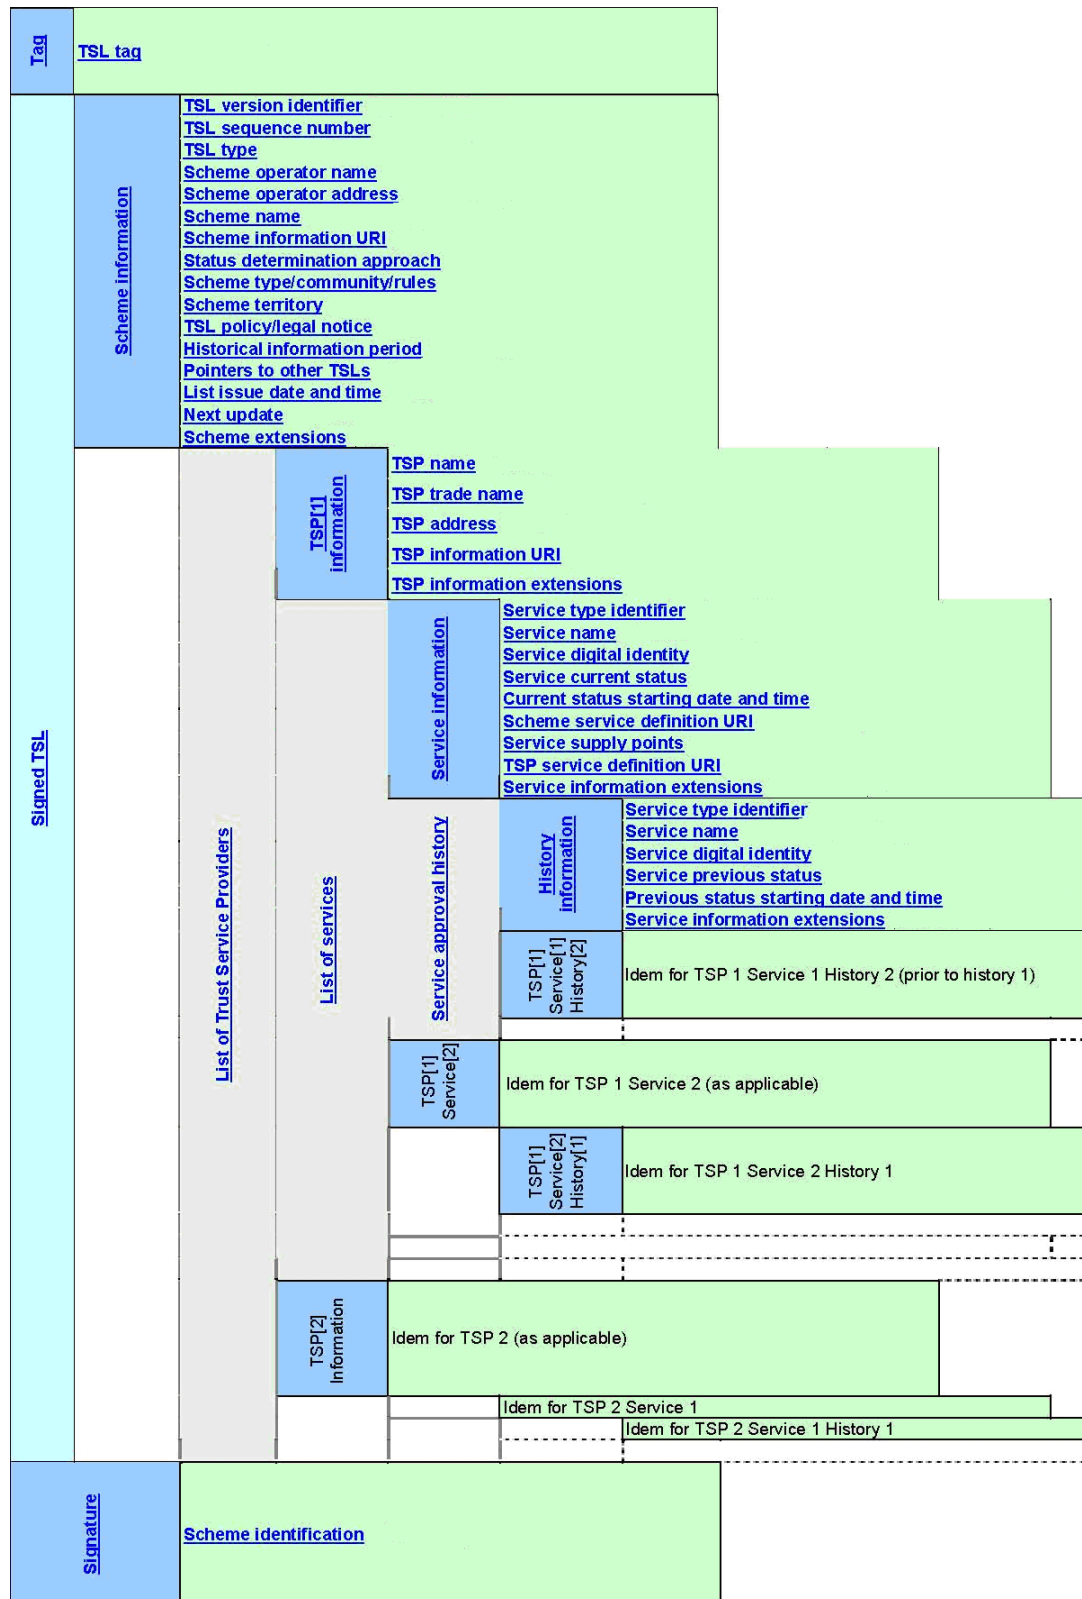 Tag
TSL tag
Signed TSL
Scheme information
TSL version identifier
TSL sequence number
TSL type
Scheme operator name
Scheme operator address
Scheme name
Scheme information URI
Status determination approach
Scheme type/community/rules
Scheme territory
TSL policy/legal notice
Historical information period
Pointers to other TSLs
List issue date and time
Next update
Scheme extensions
List of Trust Service Providers
TSP[1]
information
TSP name
TSP trade name
TSP address
TSP information URI
TSP information extensions
List of services
Service information
Service type identifier
Service name
Service digital identity
Service current status
Current status starting date and time
Scheme service definition URI
Service supply points
TSP service definition URI
Service information extensions
Service approval history
History
information
Service type identifier
Service name
Service digital identity
Service previous status
Previous status starting date and time
Service information extensions
TSP[1]
Service[1]
History[2]
Idem for TSP 1 Service 1 History 2 (prior to history 1)
TSP[1]
Service[2]
Idem for TSP 1 Service 2 (as applicable)
TSP[1]
Service[2]
History[1]
Idem for TSP 1 Service 2 History 1
TSP[2]
Information
Idem for TSP 2 (as applicable)
Idem for TSP 2 Service 1
Idem for TSP 2 Service 1 History 1
Signature
Scheme identification